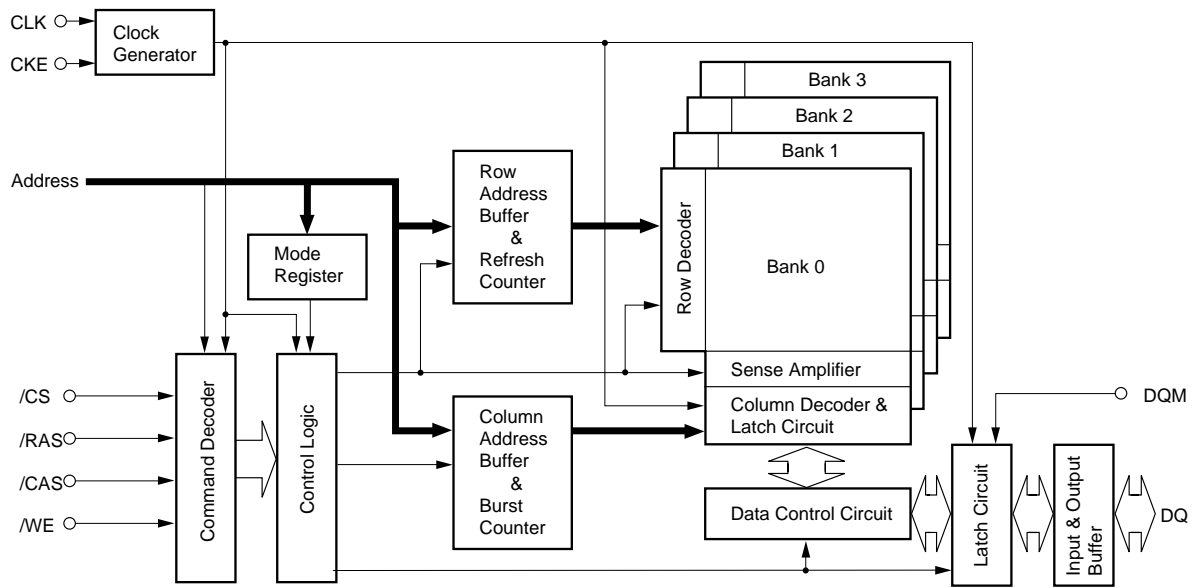 CLK
CKE
Clock
Generator
Address
Mode
Register
Row
Address
Buffer
&
Refresh
Counter
Bank 3
Bank 2
Bank 1
Bank 0
Row Decoder
Sense Amplifier
Column Decoder &
Latch Circuit
/CS
/RAS
/CAS
/WE
Command Decoder
Control Logic
Column
Address
Buffer
&
Burst
Counter
Data Control Circuit
Latch Circuit
Input & Output
Buffer
DQM
DQ